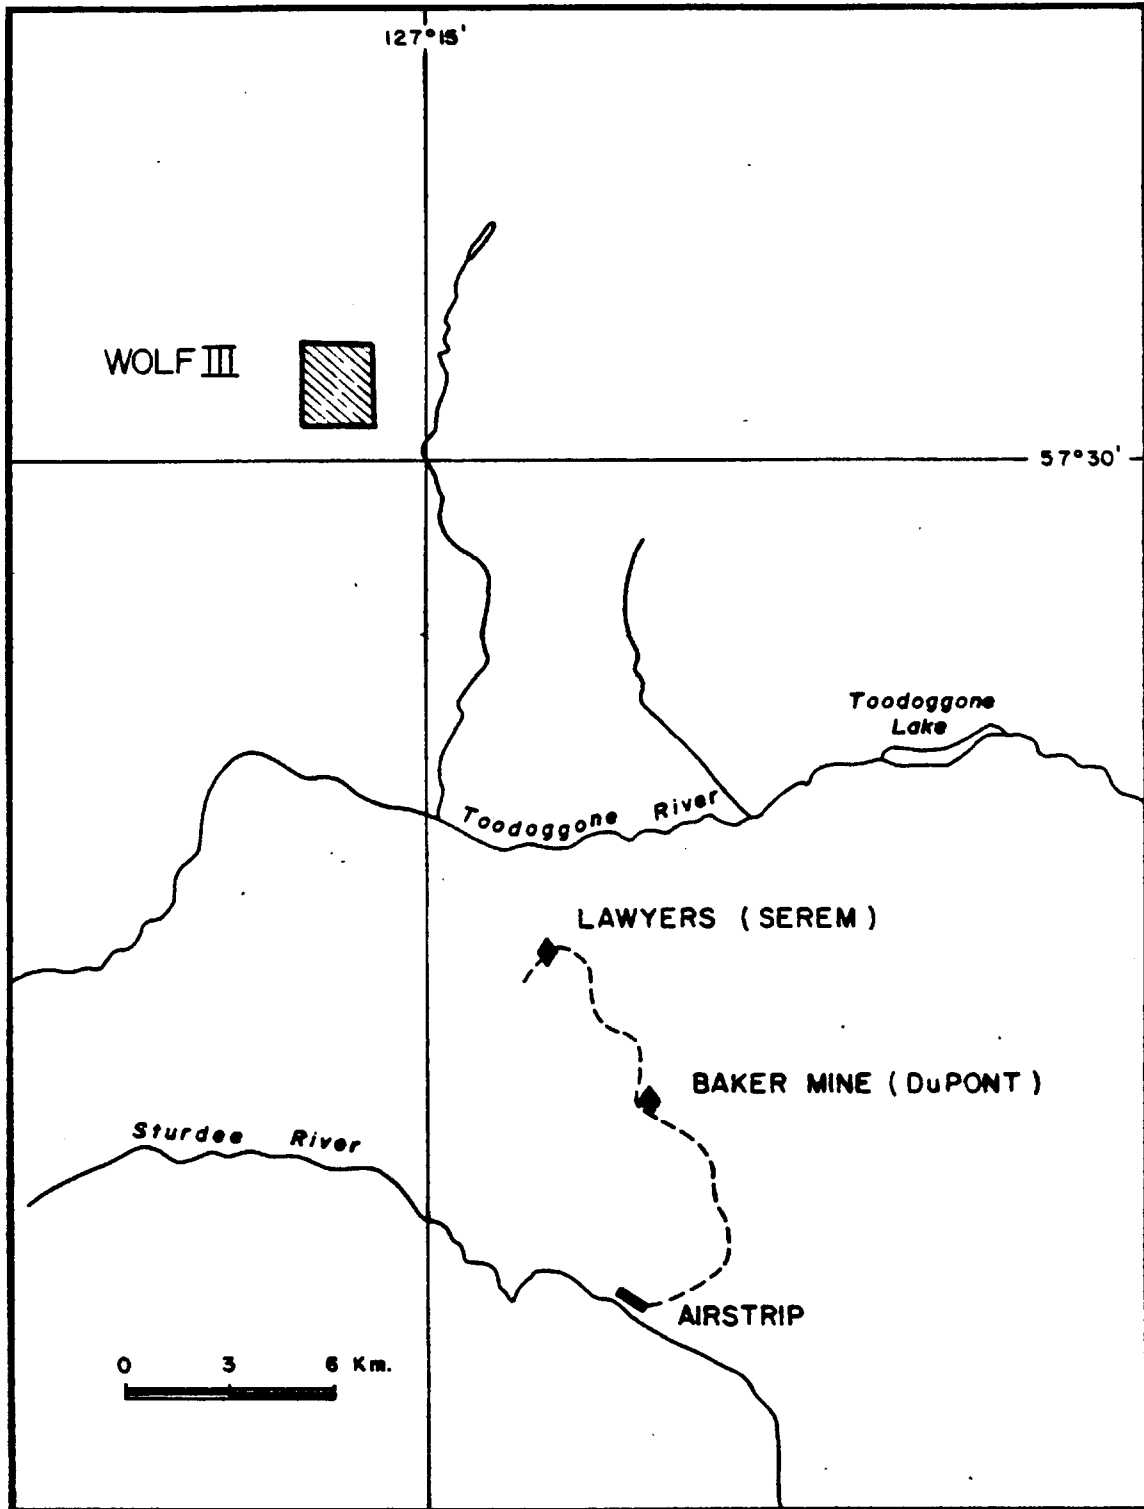 127°15'
WOLF III
57°30'
Toodoggone
Lake
Toodoggone River
LAWYERS (SEREM)
BAKER MINE (DuPONT)
Sturdee River
AIRSTRIP
0 3 6 Km.